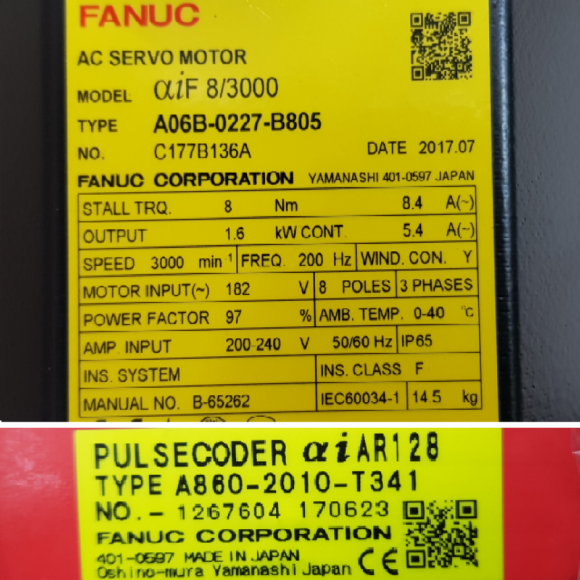 FANUC
AC SERVO MOTOR
MODEL αiF 8/3000
TYPE A06B-0227-B805
NO. C177B136A DATE 2017.07
FANUC CORPORATION YAMANASHI 401-0597 JAPAN
STALL TRQ. 8 Nm 8.4 A(~)
OUTPUT 1.6 kW CONT. 5.4 A(~)
SPEED 3000 min⁻¹ FREQ. 200 Hz WIND. CON. Y
MOTOR INPUT(~) 182 V 8 POLES 3 PHASES
POWER FACTOR 97 % AMB. TEMP. 0-40 °C
AMP. INPUT 200-240 V 50/60 Hz IP65
INS. SYSTEM INS. CLASS F
MANUAL NO. B-65262 IEC60034-1 14.5 kg
PULSECODER αiAR128
TYPE A860-2010-T341
NO. - 1267604 170623
FANUC CORPORATION
401-0597 MADE IN JAPAN
Oshino-mura Yamanashi Japan CE